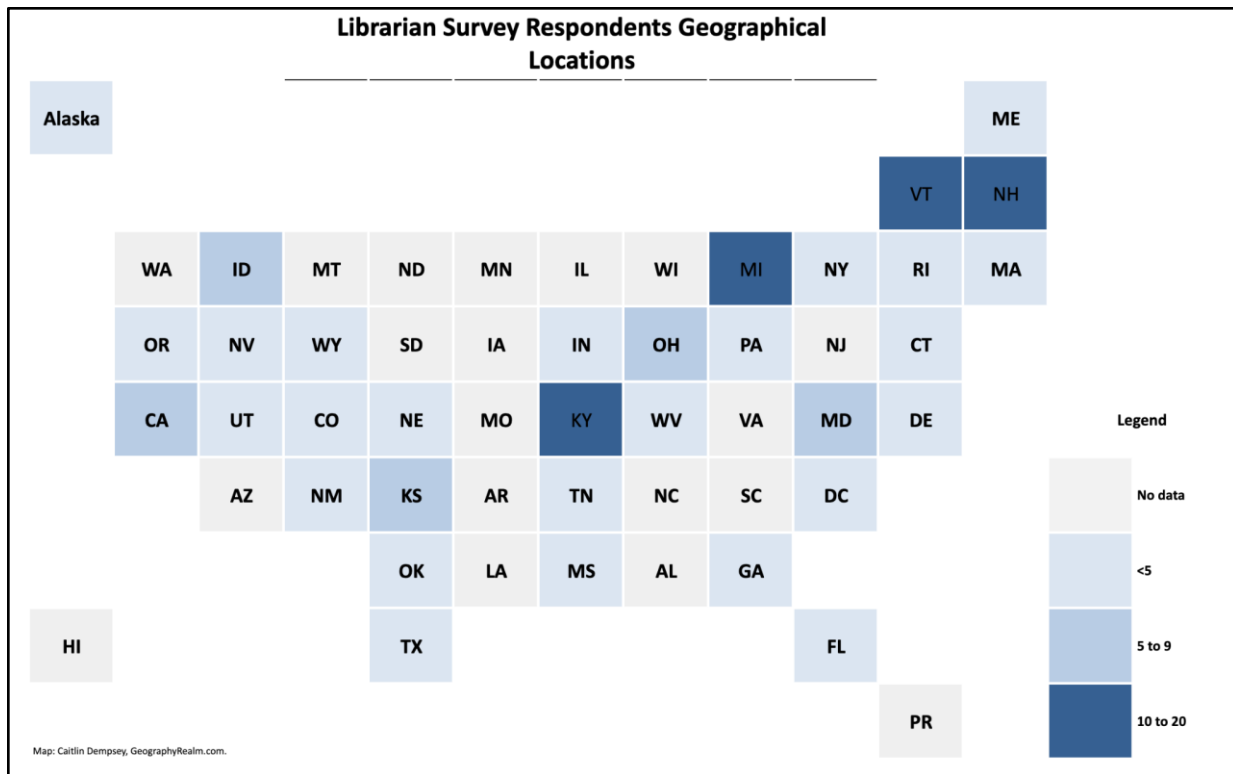 Librarian Survey Respondents Geographical
Locations
Alaska ME
VT NH
WA ID MT ND MN IL WI MI NY RI MA
OR NV WY SD IA IN OH PA NJ CT
CA UT CO NE MO KY WV VA MD DE
Legend
AZ NM KS AR TN NC SC DC
No data
OK LA MS AL GA
<5
HI TX FL
5 to 9
PR
10 to 20
Map: Caitlin Dempsey, GeographyRealm.com.